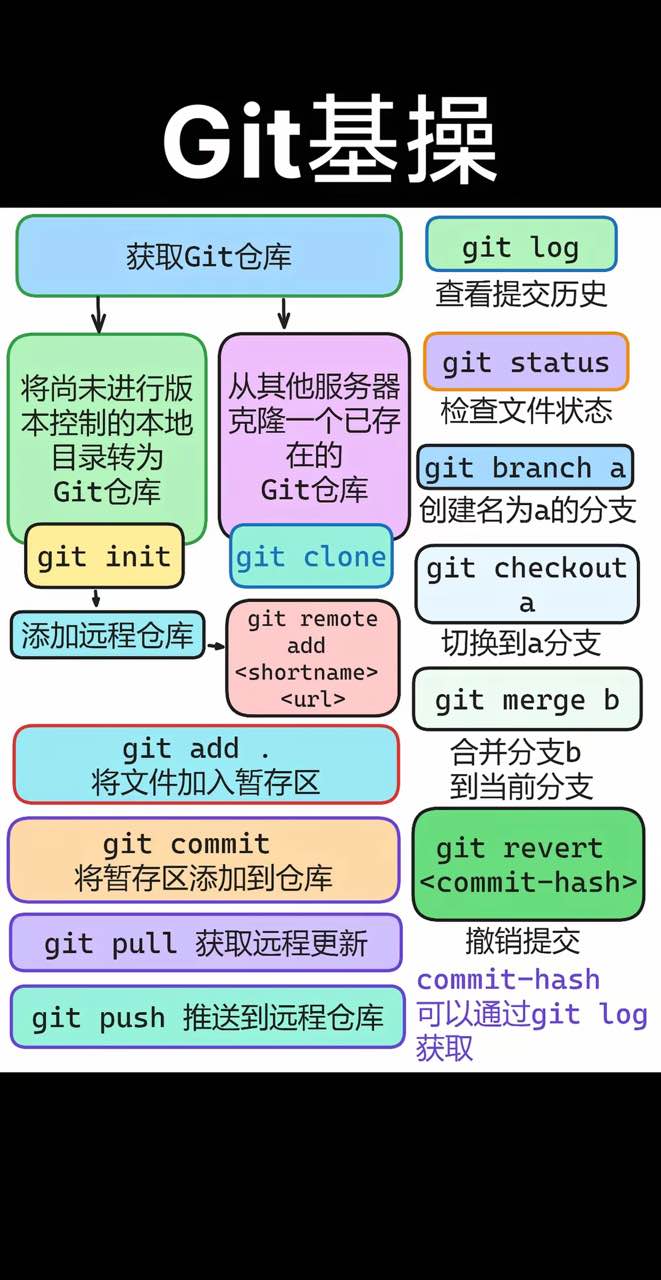 Git基操
获取Git仓库
将尚未进行版
本控制的本地
目录转为
Git仓库
git init
从其他服务器
克隆一个已存
在的
Git仓库
git clone
添加远程仓库
git remote
add
<shortname>
<url>
git add .
将文件加入暂存区
git commit
将暂存区添加到仓库
git pull 获取远程更新
git push 推送到远程仓库
git log
查看提交历史
git status
检查文件状态
git branch a
创建名为a的分支
git checkout
a
切换到a分支
git merge b
合并分支b
到当前分支
git revert
<commit-hash>
撤销提交
commit-hash
可以通过git log
获取